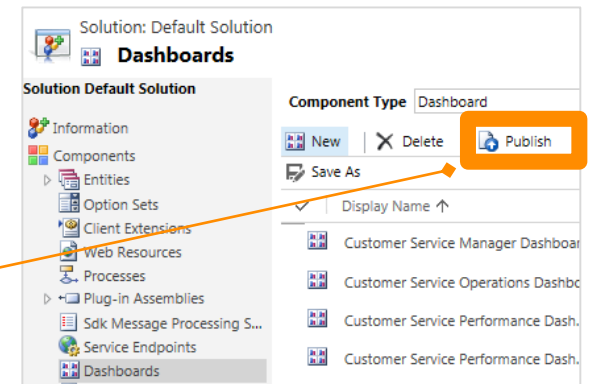 Solution: Default Solution
Dashboards
Solution Default Solution
Information
Components
Entities
Option Sets
Client Extensions
Web Resources
Processes
Plug-in Assemblies
Sdk Message Processing S...
Service Endpoints
Dashboards
Component Type Dashboard
New Delete Publish
Save As
Display Name ↑
Customer Service Manager Dashboar
Customer Service Operations Dashbo
Customer Service Performance Dash.
Customer Service Performance Dash.